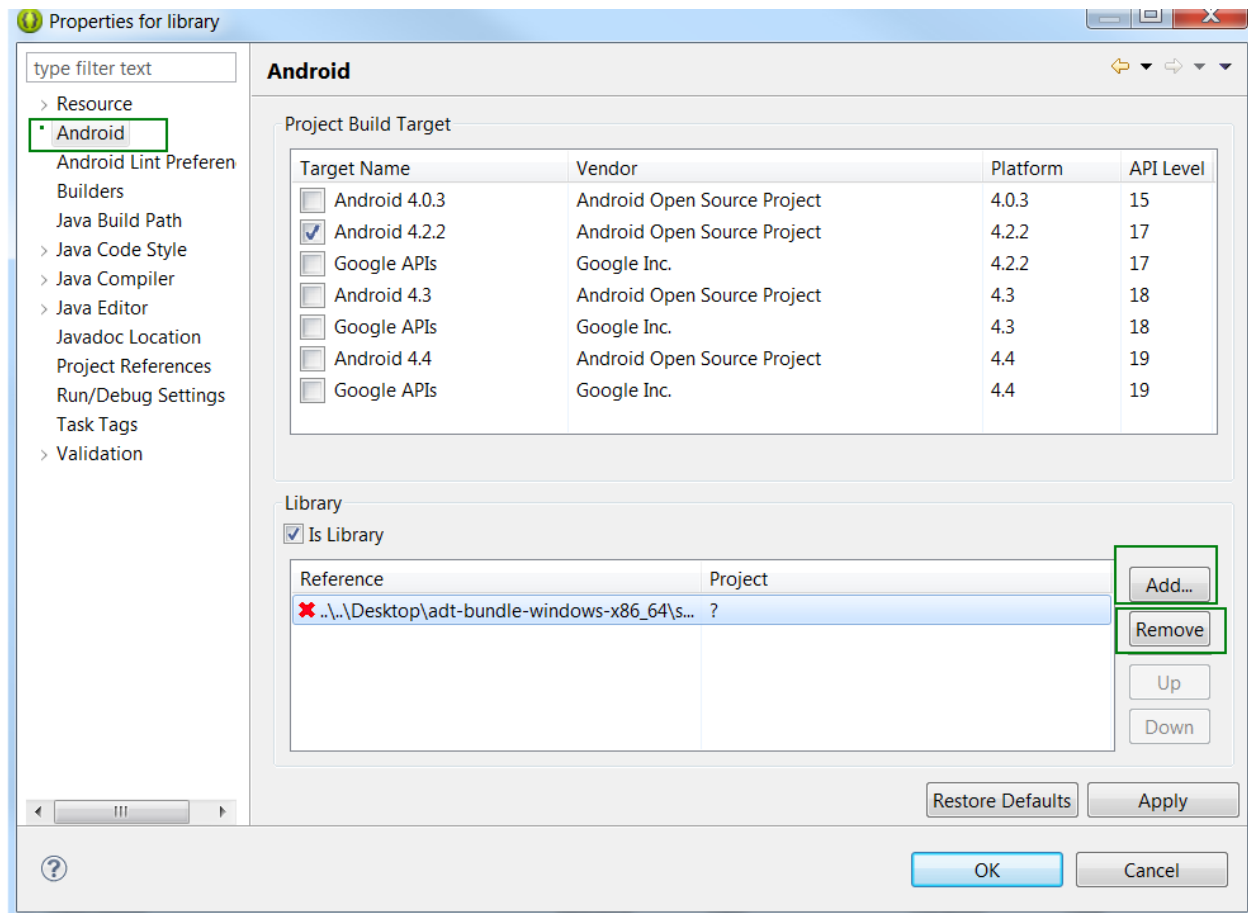 Properties for library
type filter text
Resource
Android
Android Lint Preferen
Builders
Java Build Path
Java Code Style
Java Compiler
Java Editor
Javadoc Location
Project References
Run/Debug Settings
Task Tags
Validation
Android
Project Build Target
Target Name Vendor Platform API Level
Android 4.0.3 Android Open Source Project 4.0.3 15
Android 4.2.2 Android Open Source Project 4.2.2 17
Google APIs Google Inc. 4.2.2 17
Android 4.3 Android Open Source Project 4.3 18
Google APIs Google Inc. 4.3 18
Android 4.4 Android Open Source Project 4.4 19
Google APIs Google Inc. 4.4 19
Library
Is Library
Reference Project
..\..\Desktop\adt-bundle-windows-x86_64\s... ?
Add...
Remove
Up
Down
Restore Defaults Apply
OK Cancel